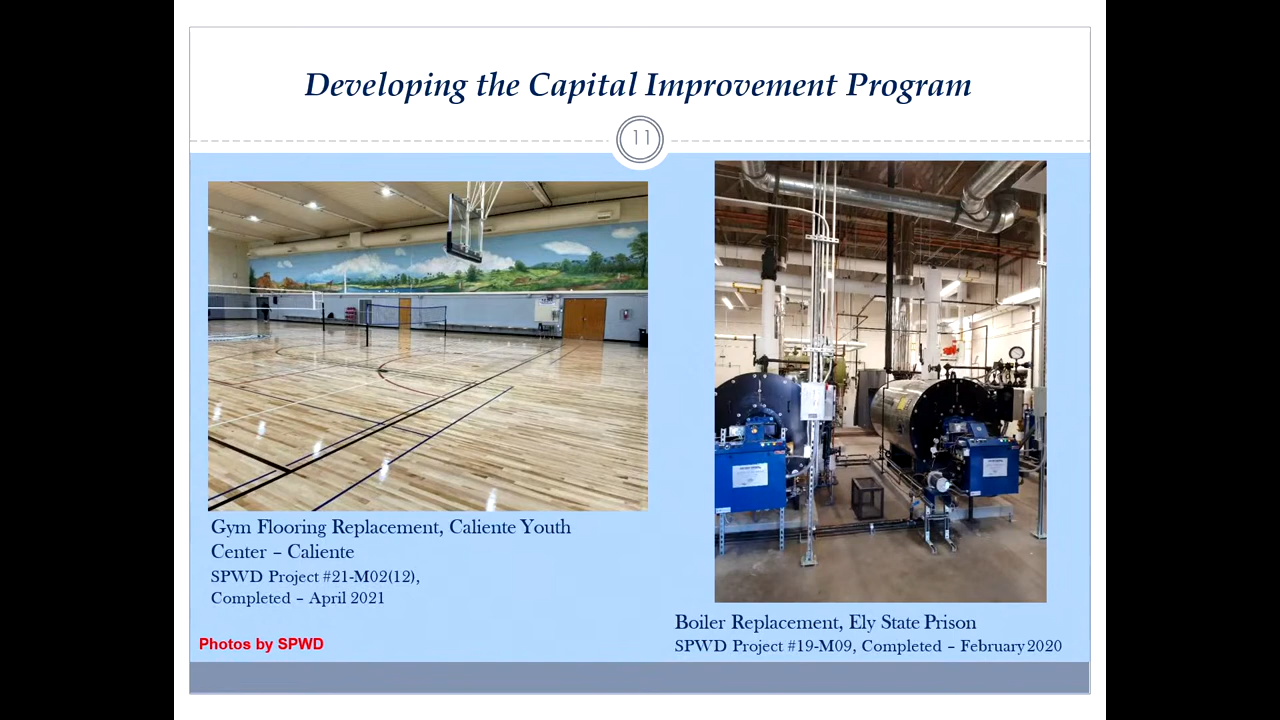 Developing the Capital Improvement Program
11
Gym Flooring Replacement, Caliente Youth
Center – Caliente
SPWD Project #21-M02(12),
Completed – April 2021
Photos by SPWD
Boiler Replacement, Ely State Prison
SPWD Project #19-M09, Completed – February 2020